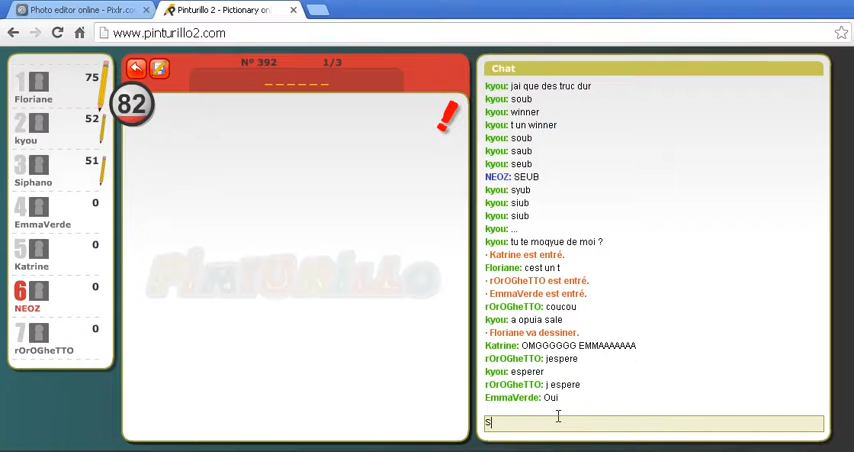 Photo editor online - Pixlr.co
Pinturillo 2 - Pictionary on
www.pinturillo2.com
1 75
Floriane
2 52
kyou
3 51
Siphano
4 0
EmmaVerde
5 0
Katrine
6 0
NEOZ
7 0
rOrOGheTTO
82
Nº 392 1/3
_ _ _ _ _ _
PinTURiLLO
Chat
kyou: jai que des truc dur
kyou: soub
kyou: winner
kyou: t un winner
kyou: soub
kyou: saub
kyou: seub
NEOZ: SEUB
kyou: syub
kyou: siub
kyou: siub
kyou: ...
kyou: tu te moqyue de moi ?
· Katrine est entré.
Floriane: cest un t
· rOrOGheTTO est entré.
· EmmaVerde est entré.
rOrOGheTTO: coucou
kyou: a opuia sale
· Floriane va dessiner.
Katrine: OMGGGGGG EMMAAAAAAA
rOrOGheTTO: jespere
kyou: esperer
rOrOGheTTO: j espere
EmmaVerde: Oui
S